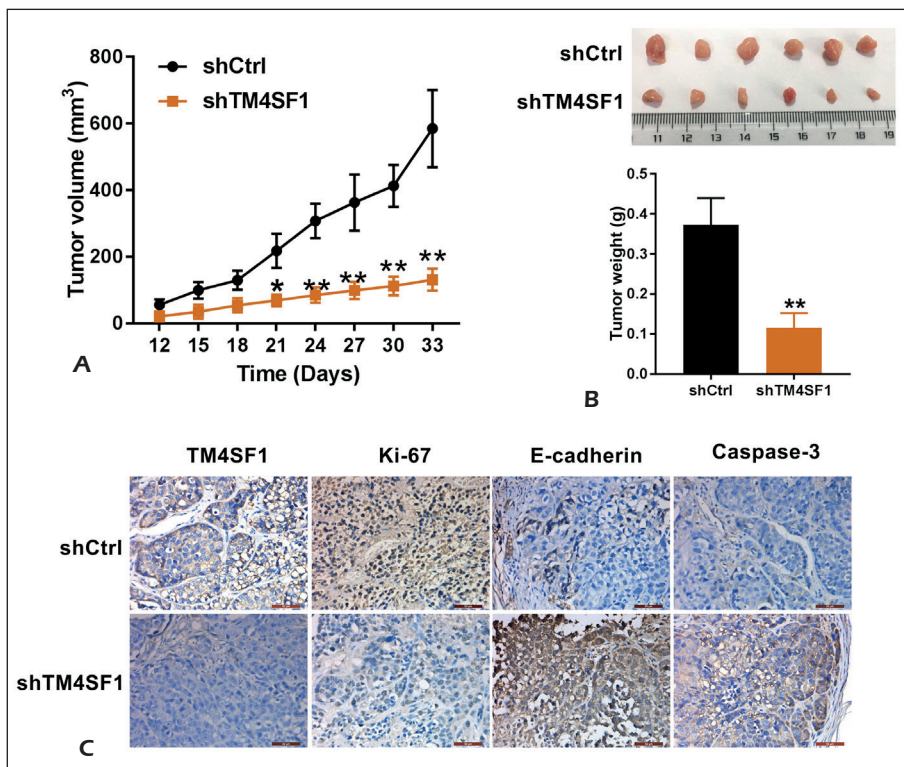 800
600
400
200
0
Tumor volume (mm³)
shCtrl
shTM4SF1
* ** ** ** **
12 15 18 21 24 27 30 33
Time (Days)
A
shCtrl
shTM4SF1
11 12 13 14 15 16 17 18 19
0.5
0.4
0.3
0.2
0.1
0.0
Tumor weight (g)
**
shCtrl shTM4SF1
B
TM4SF1 Ki-67 E-cadherin Caspase-3
shCtrl
shTM4SF1
C